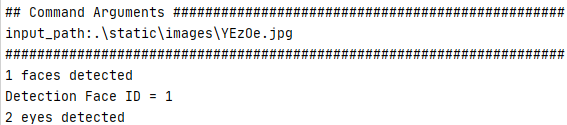 ## Command Arguments #################################################
input_path:.\static\images\YEzOe.jpg
######################################################################
1 faces detected
Detection Face ID = 1
2 eyes detected